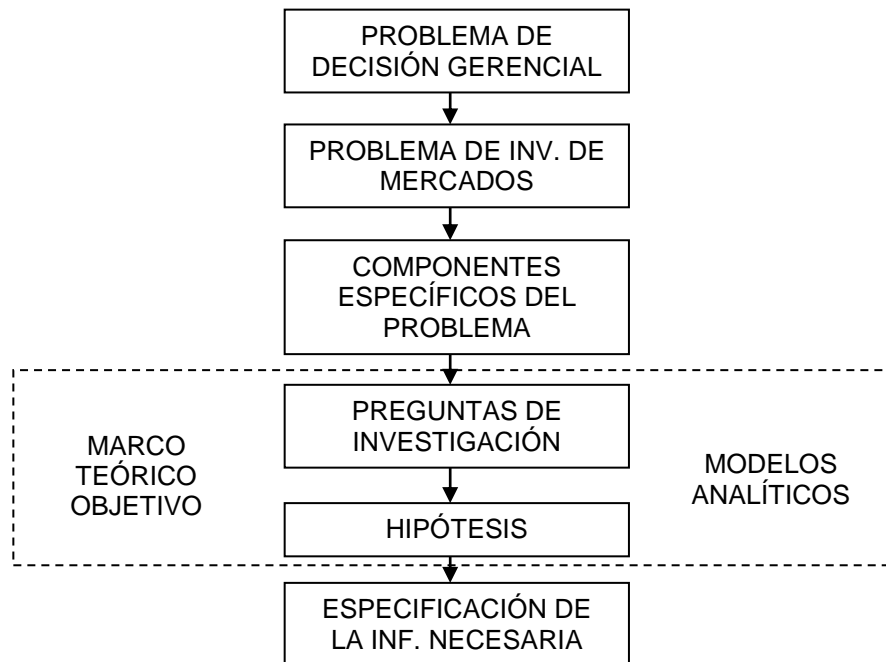 PROBLEMA DE
DECISIÓN GERENCIAL
PROBLEMA DE INV. DE
MERCADOS
COMPONENTES
ESPECÍFICOS DEL
PROBLEMA
PREGUNTAS DE
INVESTIGACIÓN
MARCO
TEÓRICO
OBJETIVO
MODELOS
ANALÍTICOS
HIPÓTESIS
ESPECIFICACIÓN DE
LA INF. NECESARIA